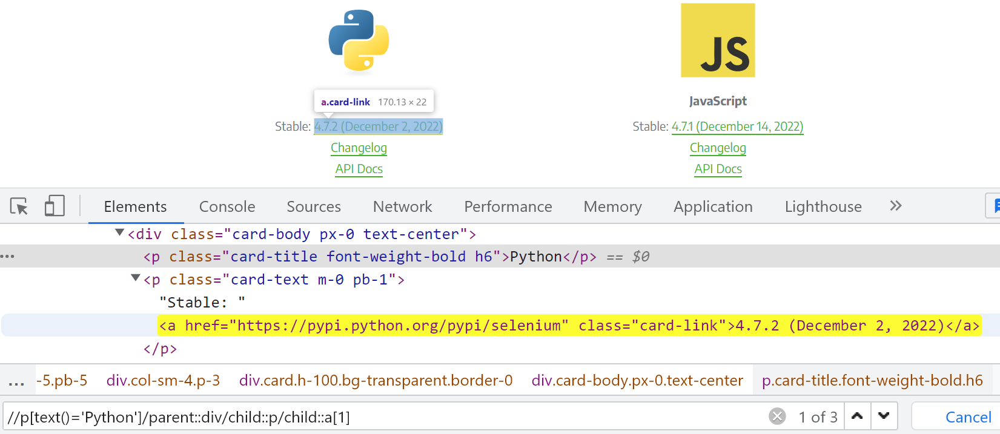 JS
a.card-link 170.13 × 22
JavaScript
Stable: 4.7.2 (December 2, 2022)
Stable: 4.7.1 (December 14, 2022)
Changelog
Changelog
API Docs
API Docs
Elements Console Sources Network Performance Memory Application Lighthouse »
▼<div class="card-body px-0 text-center">
••• <p class="card-title font-weight-bold h6">Python</p> == $0
▼<p class="card-text m-0 pb-1">
"Stable: "
<a href="https://pypi.python.org/pypi/selenium" class="card-link">4.7.2 (December 2, 2022)</a>
</p>
... -5.pb-5 div.col-sm-4.p-3 div.card.h-100.bg-transparent.border-0 div.card-body.px-0.text-center p.card-title.font-weight-bold.h6
//p[text()='Python']/parent::div/child::p/child::a[1] 1 of 3 Cancel